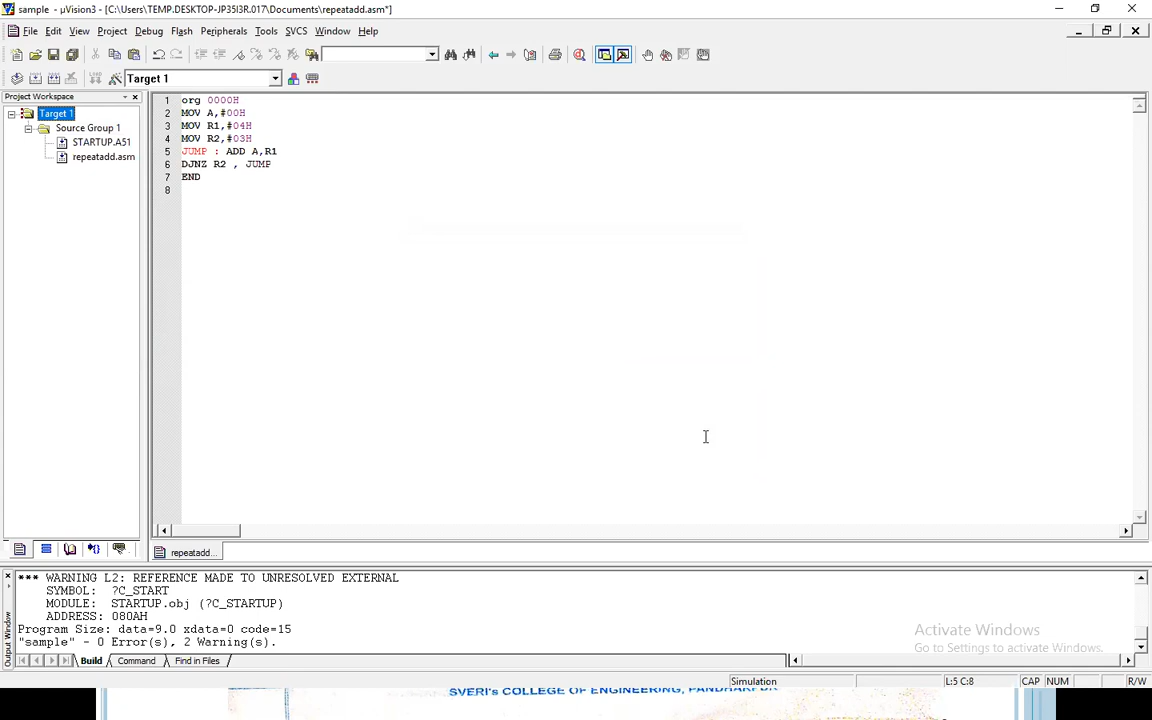 sample - µVision3 - [C:\Users\TEMP.DESKTOP-JP35I3R.017\Documents\repeatadd.asm*]
File Edit View Project Debug Flash Peripherals Tools SVCS Window Help
Target 1
Project Workspace
Target 1
Source Group 1
STARTUP.A51
repeatadd.asm
1 org 0000H
2 MOV A,#00H
3 MOV R1,#04H
4 MOV R2,#03H
5 JUMP : ADD A,R1
6 DJNZ R2 , JUMP
7 END
8
repeatadd...
*** WARNING L2: REFERENCE MADE TO UNRESOLVED EXTERNAL
SYMBOL: ?C_START
MODULE: STARTUP.obj (?C_STARTUP)
ADDRESS: 080AH
Program Size: data=9.0 xdata=0 code=15
"sample" - 0 Error(s), 2 Warning(s).
Output Window
Build Command Find in Files
Activate Windows
Go to Settings to activate Windows.
Simulation L:5 C:8 CAP NUM R/W
SVERI's COLLEGE OF ENGINEERING, PANDHARPUR